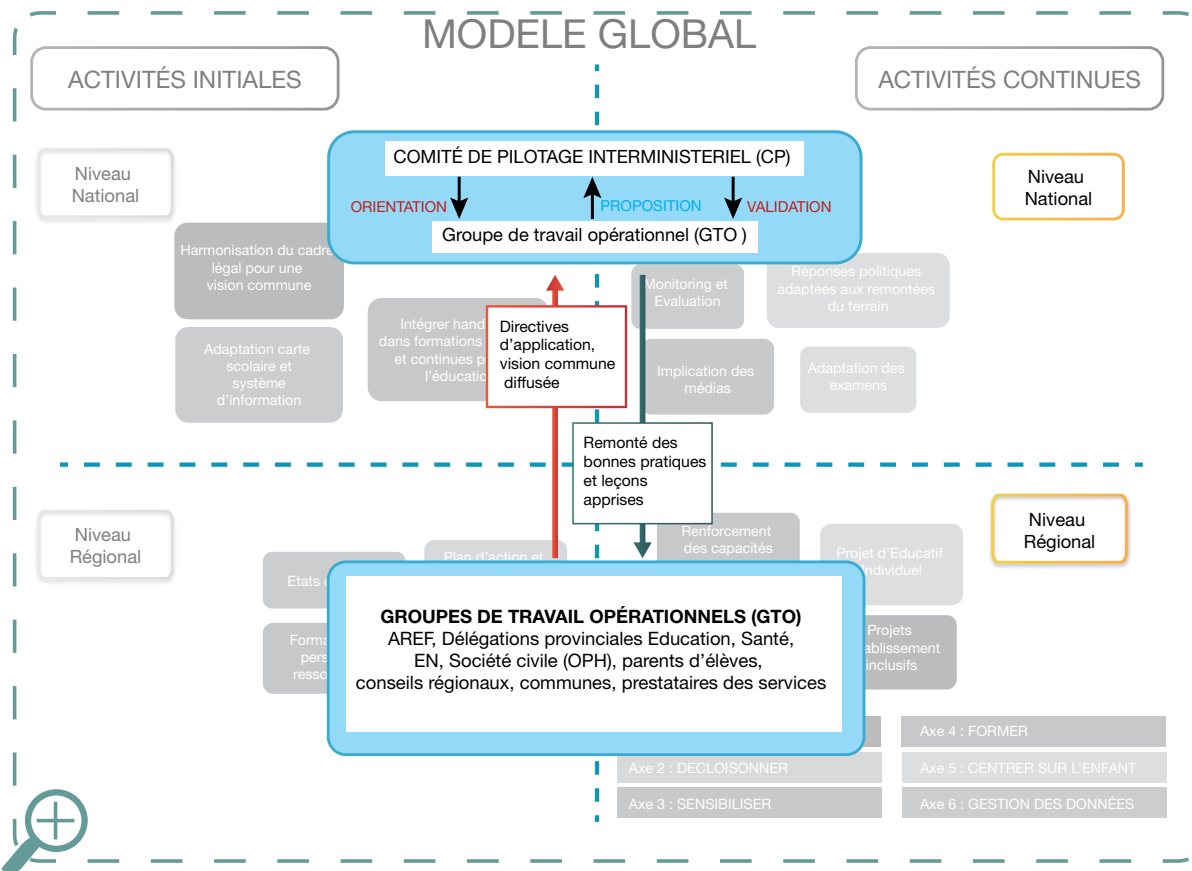 MODELE GLOBAL
ACTIVITÉS INITIALES
ACTIVITÉS CONTINUES
Niveau
National
COMITÉ DE PILOTAGE INTERMINISTERIEL (CP)
ORIENTATION
PROPOSITION
VALIDATION
Groupe de travail opérationnel (GTO )
Niveau
National
Harmonisation du cadre
légal pour une
vision commune
Adaptation carte
scolaire et
système
d'information
Intégrer
dans formations
et continues
l'éducation
Directives
d'application,
vision commune
diffusée
Monitoring et
Evaluation
Réponses politiques
adaptées aux remontées
du terrain
Implication des
médias
Adaptation des
examens
Remonté des
bonnes pratiques
et leçons
apprises
Niveau
Régional
Niveau
Régional
Etats
Plan d'action et
Renforcement
des capacités
Projet d'Educatif
Individuel
Projets
inclusifs
GROUPES DE TRAVAIL OPÉRATIONNELS (GTO)
AREF, Délégations provinciales Education, Santé,
EN, Société civile (OPH), parents d'élèves,
conseils régionaux, communes, prestataires des services
Axe 2 : DECLOISONNER
Axe 3 : SENSIBILISER
Axe 4 : FORMER
Axe 5 : CENTRER SUR L'ENFANT
Axe 6 : GESTION DES DONNÉES